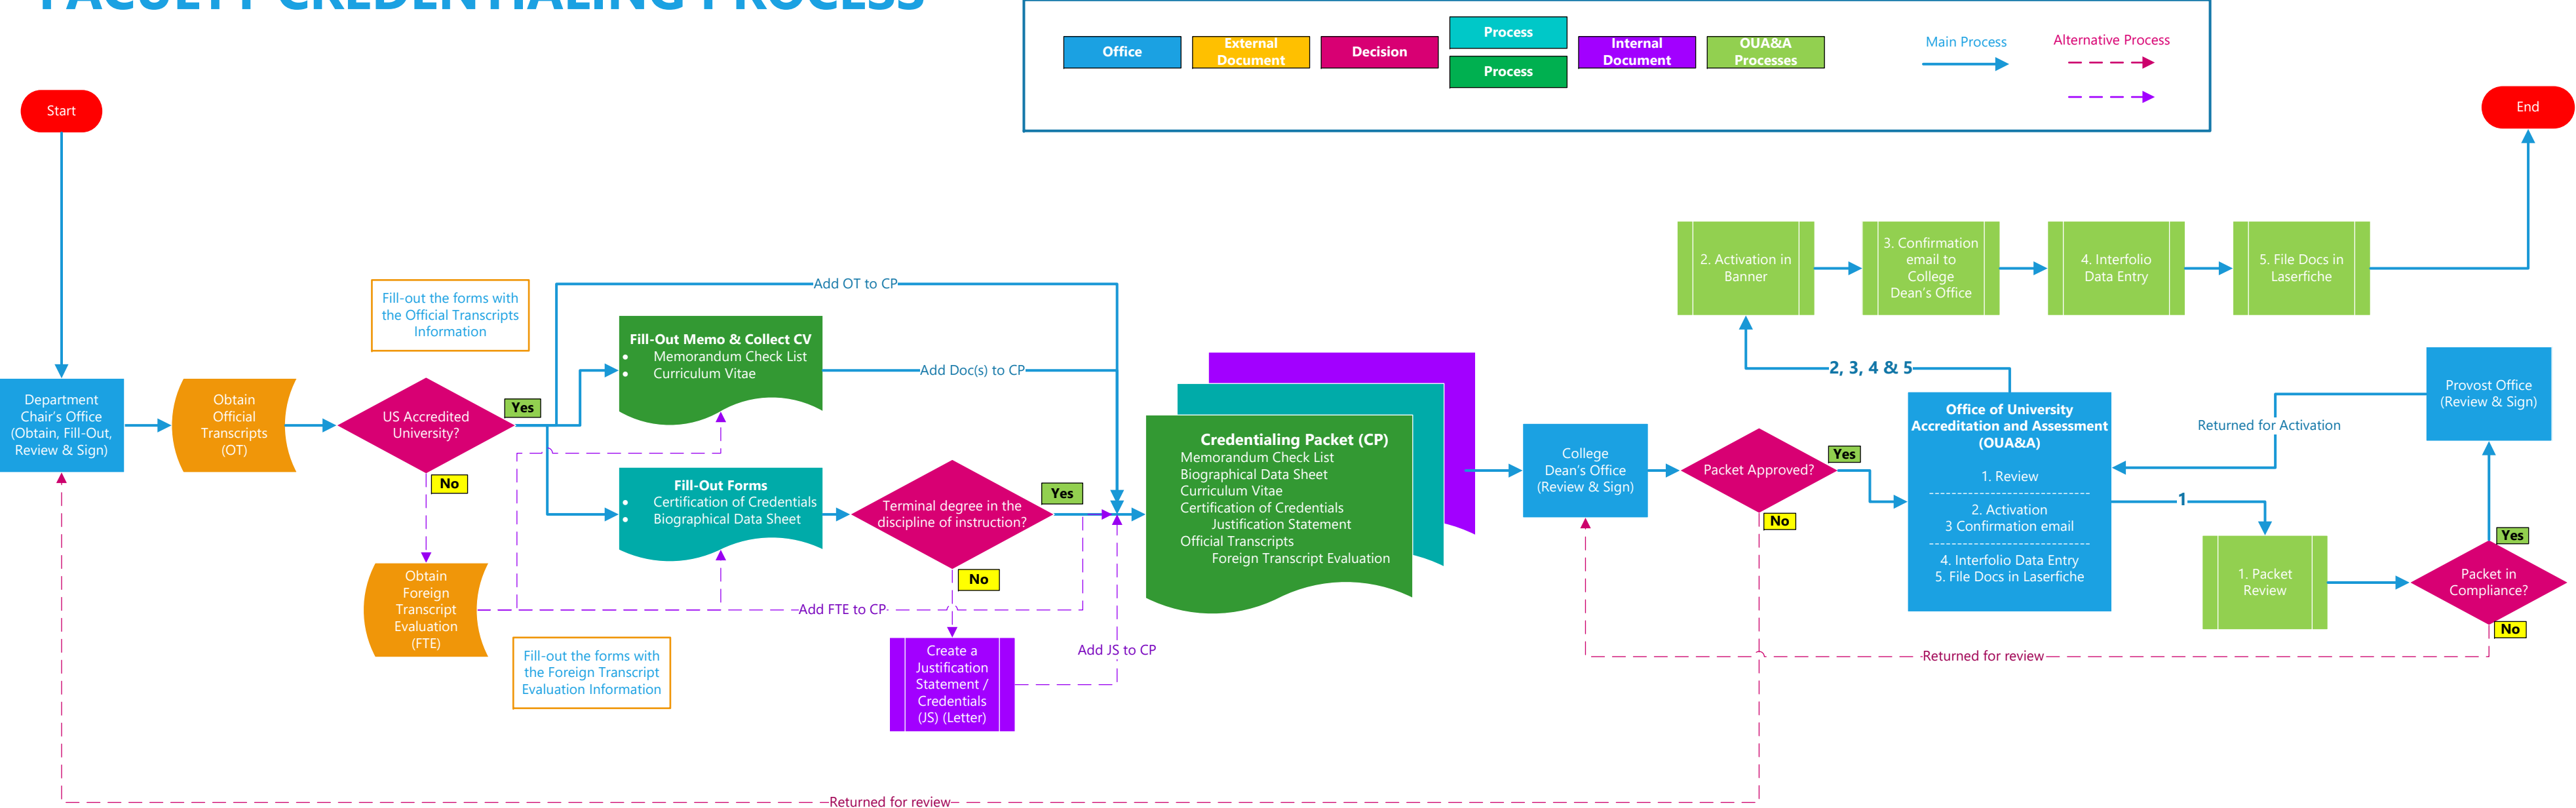 FACULTY CREDENTIALING PROCESS
Office
External
Document
Decision
Process
Process
Internal
Document
OUA&A
Processes
Main Process
Alternative Process
Start
End
2. Activation in
Banner
3. Confirmation
email to
College
Dean's Office
4. Interfolio
Data Entry
5. File Docs in
Laserfiche
Fill-out the forms with
the Official Transcripts
Information
Add OT to CP
Fill-Out Memo & Collect CV
• Memorandum Check List
• Curriculum Vitae
Add Doc(s) to CP
2, 3, 4 & 5
Provost Office
(Review & Sign)
Returned for Activation
Department
Chair's Office
(Obtain, Fill-Out,
Review & Sign)
Obtain
Official
Transcripts
(OT)
US Accredited
University?
Yes
No
Fill-Out Forms
• Certification of Credentials
• Biographical Data Sheet
Terminal degree in the
discipline of instruction?
Yes
No
Credentialing Packet (CP)
Memorandum Check List
Biographical Data Sheet
Curriculum Vitae
Certification of Credentials
Justification Statement
Official Transcripts
Foreign Transcript Evaluation
College
Dean's Office
(Review & Sign)
Packet Approved?
Yes
No
Office of University
Accreditation and Assessment
(OUA&A)
1. Review
2. Activation
3 Confirmation email
4. Interfolio Data Entry
5. File Docs in Laserfiche
1
1. Packet
Review
Packet in
Compliance?
Yes
No
Obtain
Foreign
Transcript
Evaluation
(FTE)
Add FTE to CP
Fill-out the forms with
the Foreign Transcript
Evaluation Information
Create a
Justification
Statement /
Credentials
(JS) (Letter)
Add JS to CP
Returned for review
Returned for review